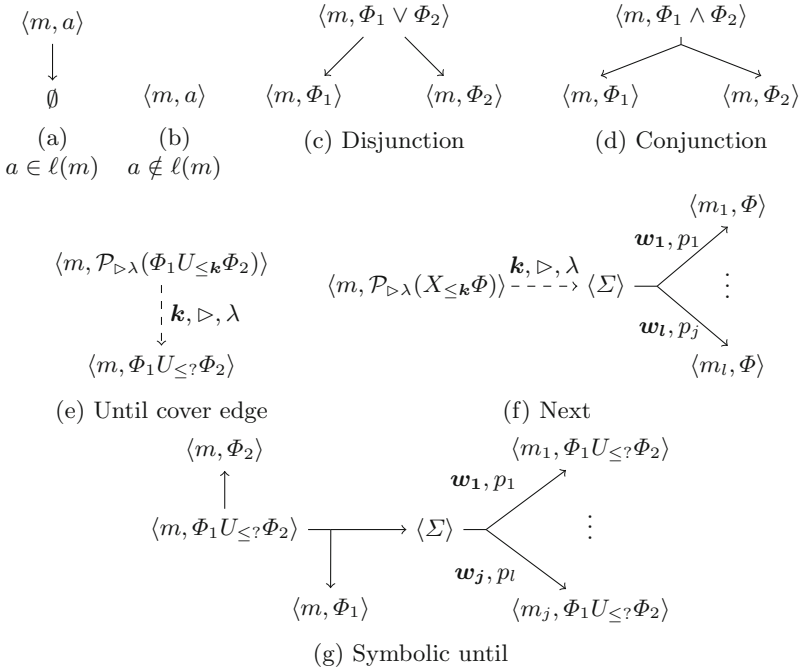 ⟨m, a⟩
∅
(a)
a ∈ ℓ(m)
⟨m, a⟩
(b)
a ∉ ℓ(m)
⟨m, Φ₁ ∨ Φ₂⟩
⟨m, Φ₁⟩ ⟨m, Φ₂⟩
(c) Disjunction
⟨m, Φ₁ ∧ Φ₂⟩
⟨m, Φ₁⟩ ⟨m, Φ₂⟩
(d) Conjunction
⟨m, 𝒫▷λ(Φ₁U≤𝒌Φ₂)⟩
𝒌, ▷, λ
⟨m, Φ₁U≤?Φ₂⟩
(e) Until cover edge
⟨m, 𝒫▷λ(X≤𝒌Φ)⟩
𝒌, ▷, λ
⟨Σ⟩
𝒘₁, p₁
⟨m₁, Φ⟩
⋮
𝒘ₗ, pⱼ
⟨mₗ, Φ⟩
(f) Next
⟨m, Φ₂⟩
⟨m, Φ₁U≤?Φ₂⟩
⟨m, Φ₁⟩
⟨Σ⟩
𝒘₁, p₁
⟨m₁, Φ₁U≤?Φ₂⟩
⋮
𝒘ⱼ, pₗ
⟨mⱼ, Φ₁U≤?Φ₂⟩
(g) Symbolic until